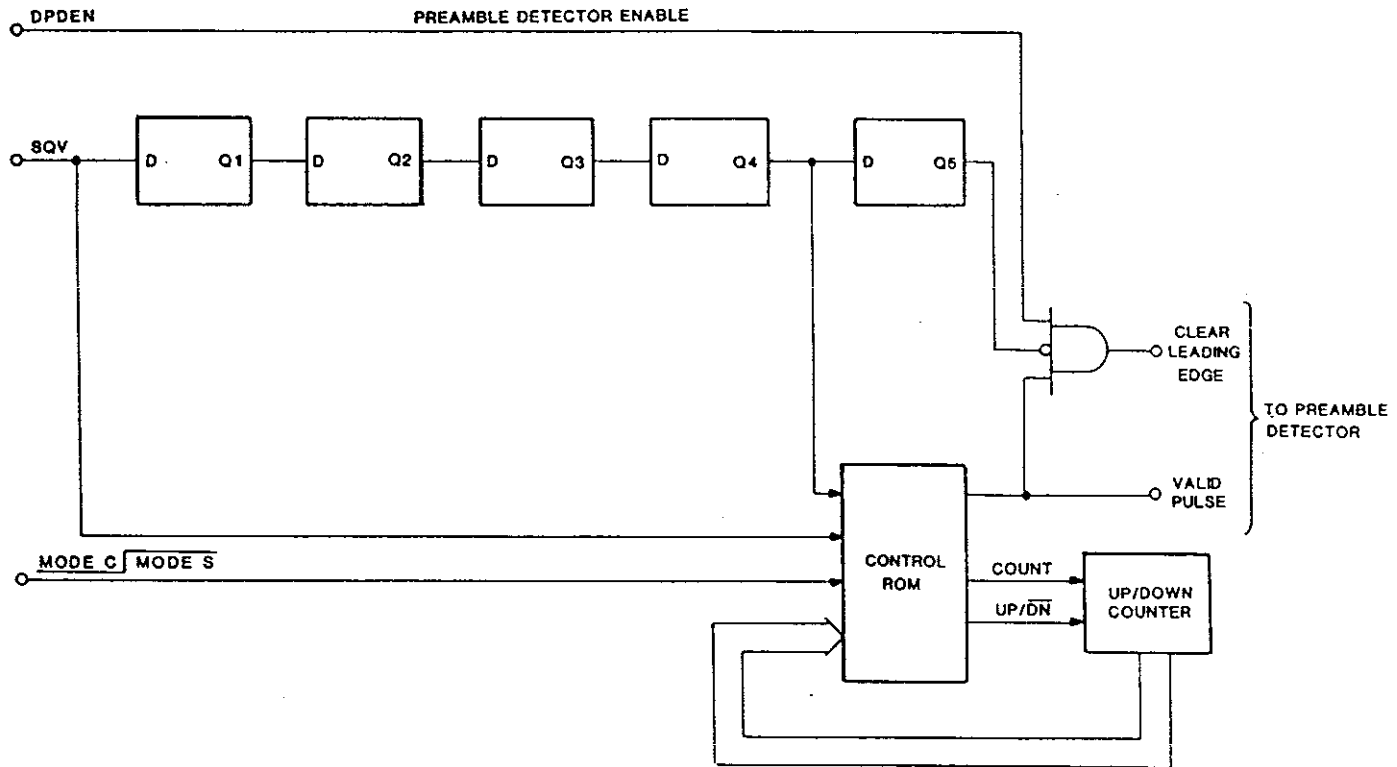 DPDEN
PREAMBLE DETECTOR ENABLE
SQV
D Q1
D Q2
D Q3
D Q4
D Q5
CLEAR
LEADING
EDGE
TO PREAMBLE
DETECTOR
VALID
PULSE
MODE C MODE S
CONTROL
ROM
COUNT
UP/DN
UP/DOWN
COUNTER